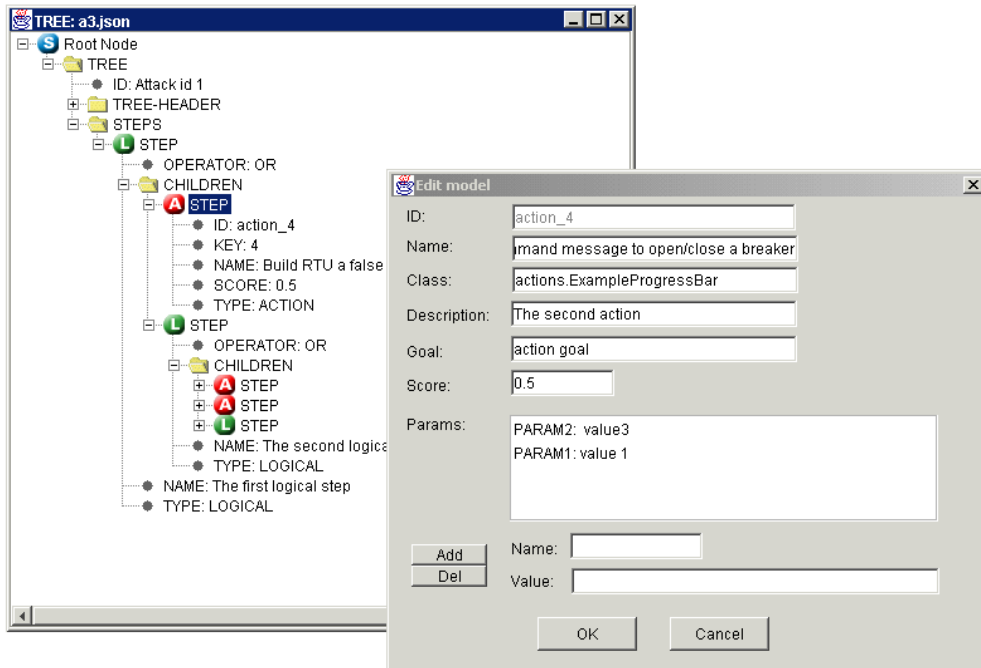 TREE: a3.json
S Root Node
TREE
ID: Attack id 1
TREE-HEADER
STEPS
L STEP
OPERATOR: OR
CHILDREN
A STEP
ID: action_4
KEY: 4
NAME: Build RTU a false
SCORE: 0.5
TYPE: ACTION
L STEP
OPERATOR: OR
CHILDREN
A STEP
A STEP
L STEP
NAME: The second logica
TYPE: LOGICAL
NAME: The first logical step
TYPE: LOGICAL
Edit model
ID: action_4
Name: mand message to open/close a breaker
Class: actions.ExampleProgressBar
Description: The second action
Goal: action goal
Score: 0.5
Params: PARAM2: value3
PARAM1: value 1
Add Name:
Del Value:
OK Cancel